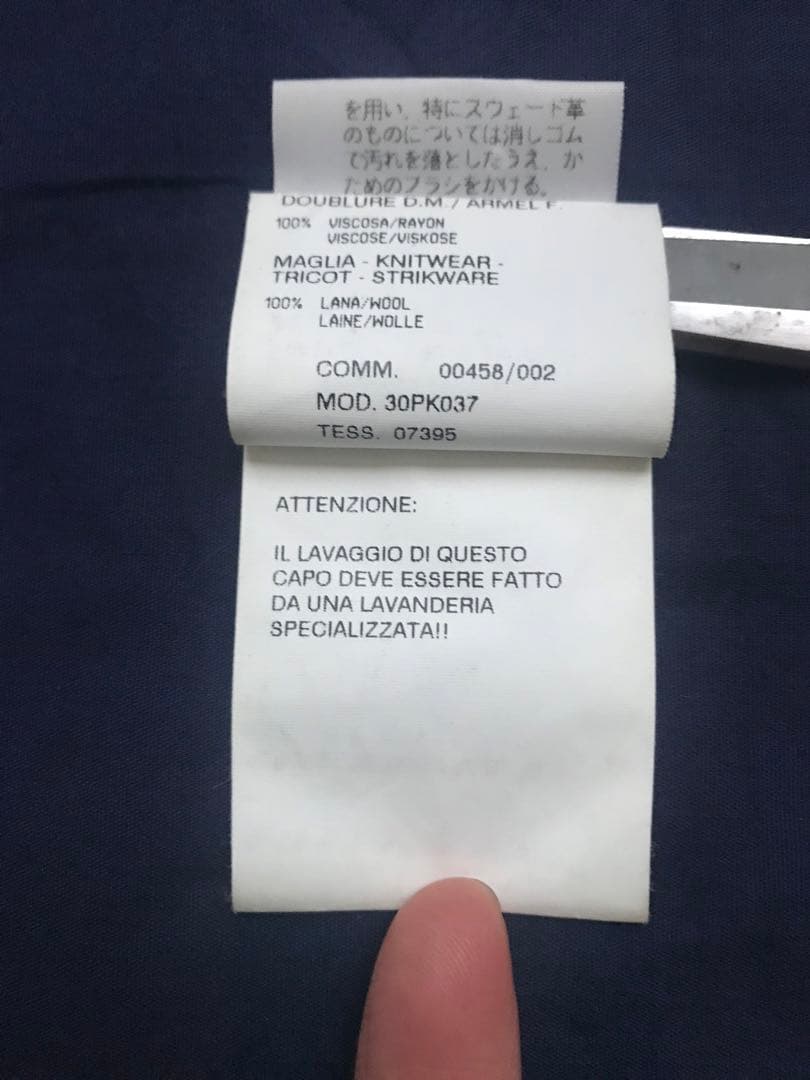 を用い、特にスウェード革
のものについては消しゴム
で汚れを落としたうえ、か
ためのブラシをかける。
DOUBLURE D.M./ ARMEL F.
100% VISCOSA/RAYON
VISCOSE/VISKOSE
MAGLIA - KNITWEAR -
TRICOT - STRIKWARE
100% LANA/WOOL
LAINE/WOLLE
COMM. 00458/002
MOD. 30PK037
TESS. 07395
ATTENZIONE:
IL LAVAGGIO DI QUESTO
CAPO DEVE ESSERE FATTO
DA UNA LAVANDERIA
SPECIALIZZATA!!